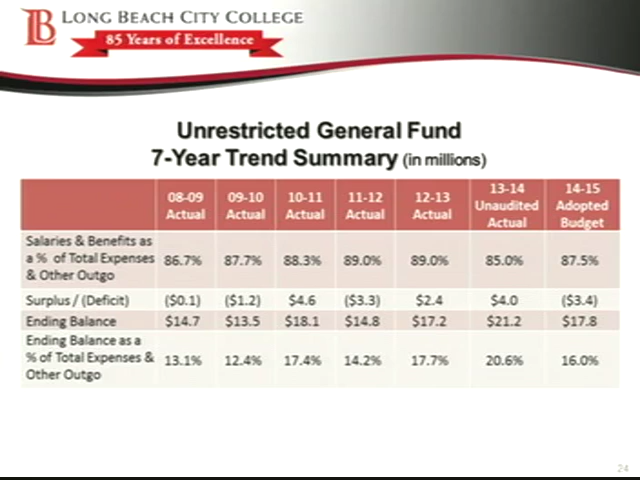 LB LONG BEACH CITY COLLEGE
85 Years of Excellence
Unrestricted General Fund
7-Year Trend Summary (in millions)
08-09 Actual 09-10 Actual 10-11 Actual 11-12 Actual 12-13 Actual 13-14 Unaudited Actual 14-15 Adopted Budget
Salaries & Benefits as a % of Total Expenses & Other Outgo 86.7% 87.7% 88.3% 89.0% 89.0% 85.0% 87.5%
Surplus / (Deficit) ($0.1) ($1.2) $4.6 ($3.3) $2.4 $4.0 ($3.4)
Ending Balance $14.7 $13.5 $18.1 $14.8 $17.2 $21.2 $17.8
Ending Balance as a % of Total Expenses & Other Outgo 13.1% 12.4% 17.4% 14.2% 17.7% 20.6% 16.0%
24